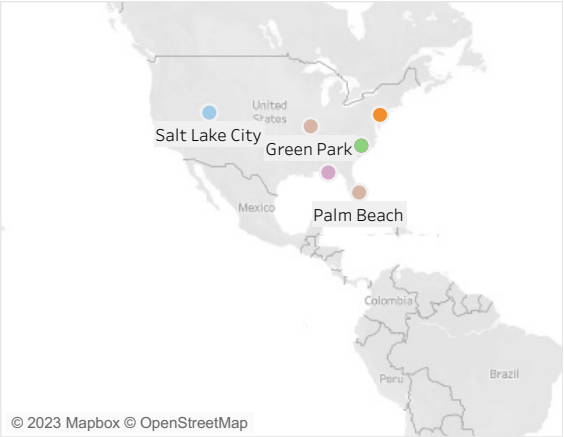 United
States
Salt Lake City
Green Park
Mexico
Palm Beach
Colombia
Brazil
Peru
© 2023 Mapbox © OpenStreetMap